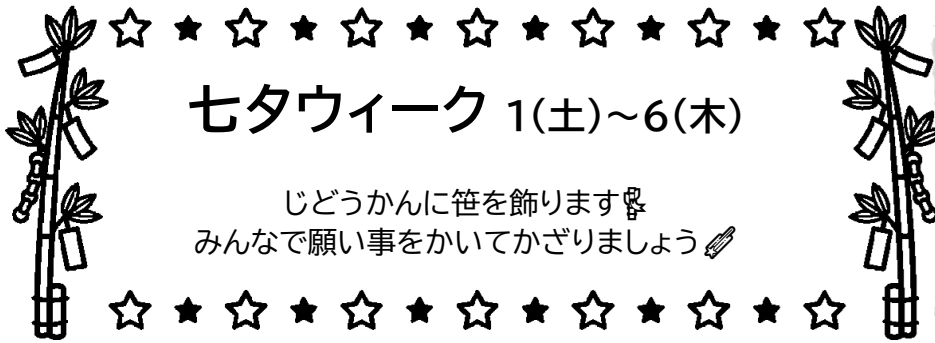 七夕ウィーク 1(土)～6(木)
じどうかんに笹を飾ります🎋
みんなで願い事をかいてかざりましょう🌠